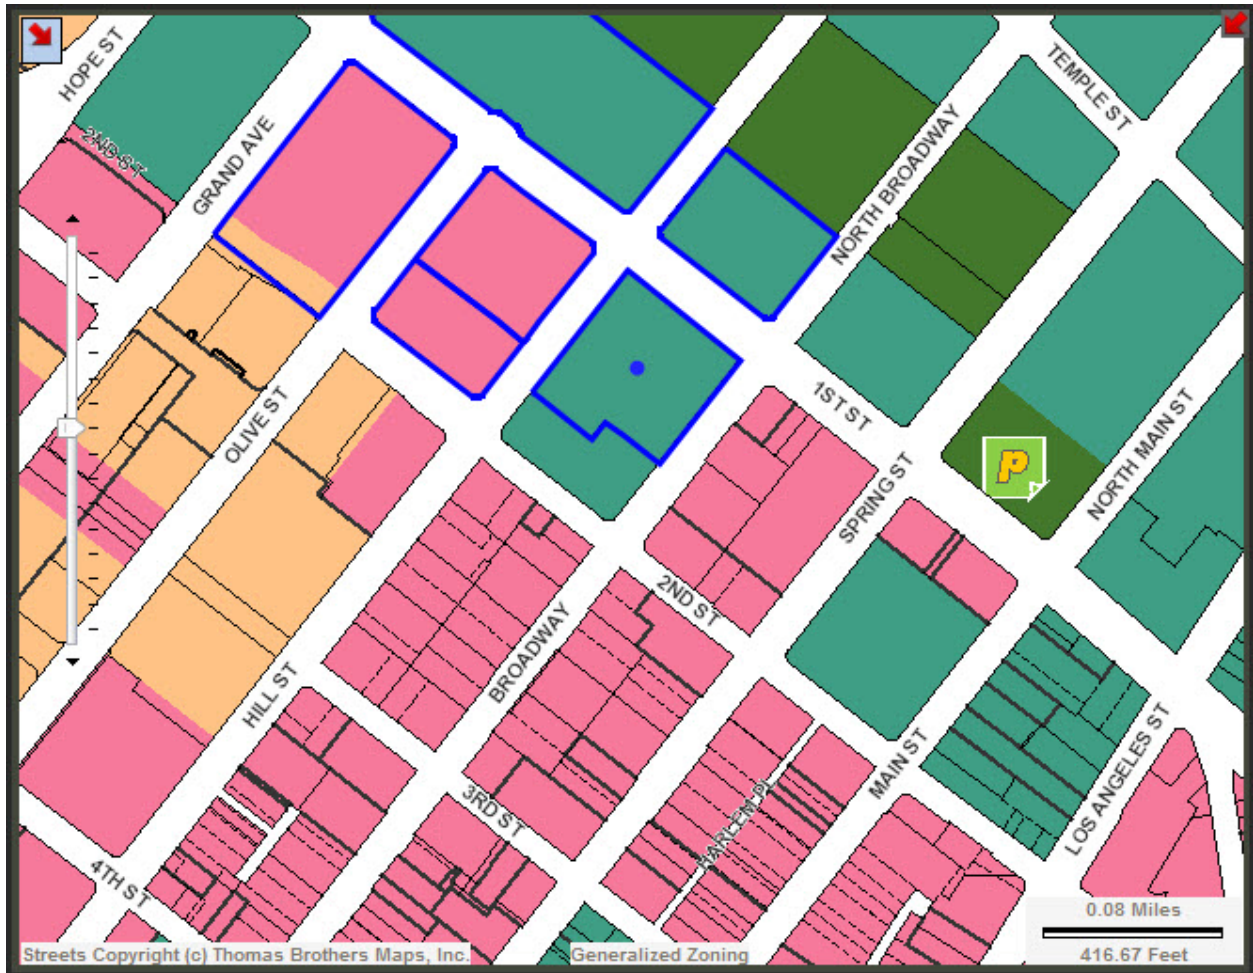 HOPE ST
2ND ST
GRAND AVE
TEMPLE ST
NORTH BROADWAY
OLIVE ST
1ST ST
NORTH MAIN ST
P
SPRING ST
2ND ST
BROADWAY
HILL ST
MAIN ST
LOS ANGELES ST
3RD ST
HARLEM PL
4TH ST
0.08 Miles
Streets Copyright (c) Thomas Brothers Maps, Inc.
Generalized Zoning
416.67 Feet